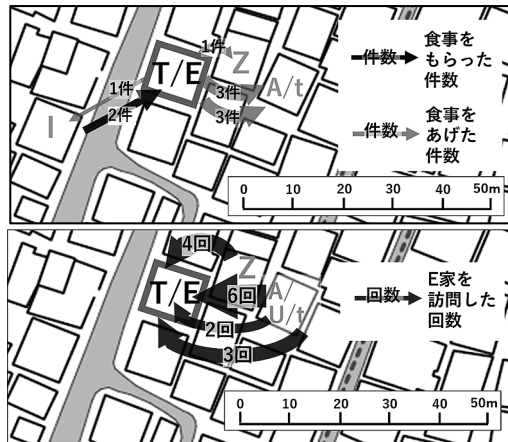 1件
T/E
Z
A/t
1件
3件
3件
2件
I
件数
食事を
もらった
件数
件数
食事を
あげた
件数
0 10 20 30 40 50m
4回
Z
T/E
6回
A/
U/t
2回
3回
回数
E家を
訪問した
回数
0 10 20 30 40 50m